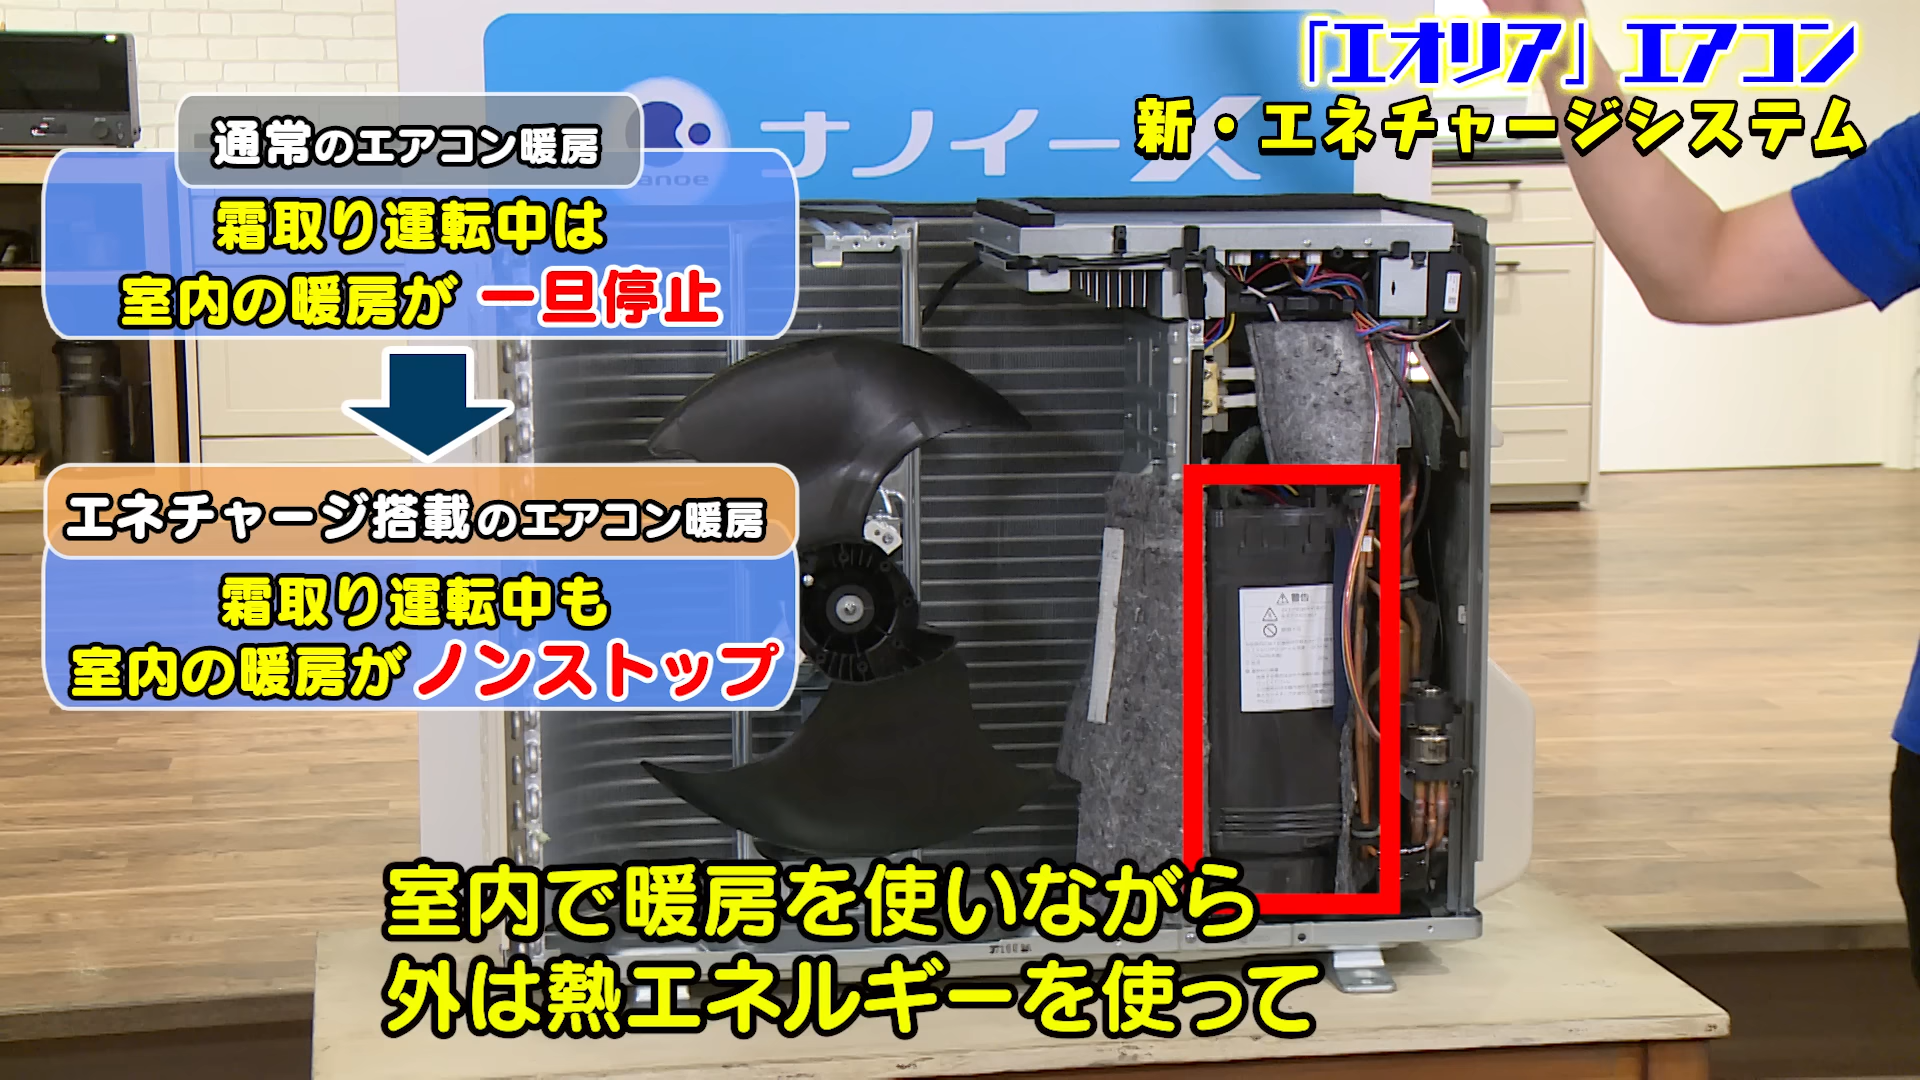 「エオリア」エアコン
新・エネチャージシステム
ナノイーX
通常のエアコン暖房
霜取り運転中は
室内の暖房が 一旦停止
エネチャージ搭載のエアコン暖房
霜取り運転中も
室内の暖房がノンストップ
警告
室内で暖房を使いながら
外は熱エネルギーを使って